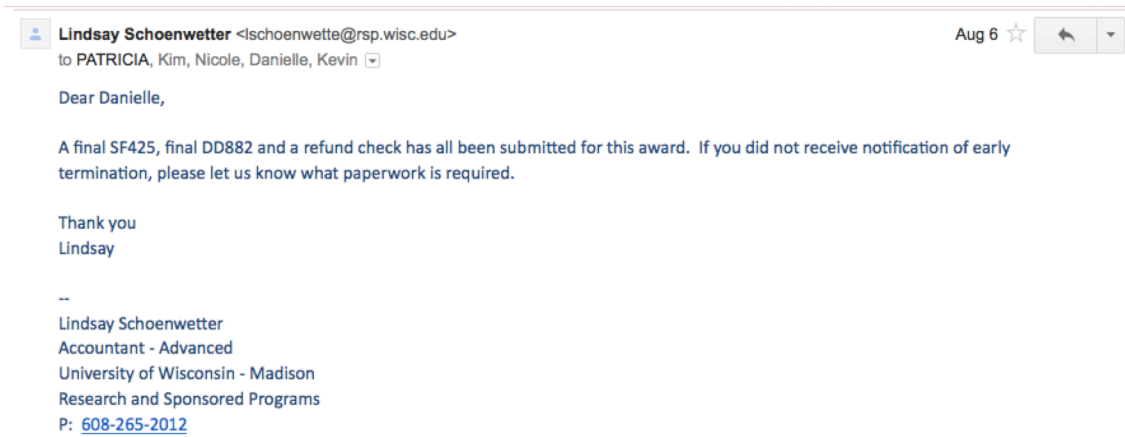 Lindsay Schoenwetter <lschoenwette@rsp.wisc.edu>
Aug 6
to PATRICIA, Kim, Nicole, Danielle, Kevin
Dear Danielle,
A final SF425, final DD882 and a refund check has all been submitted for this award.  If you did not receive notification of early
termination, please let us know what paperwork is required.
Thank you
Lindsay
--
Lindsay Schoenwetter
Accountant - Advanced
University of Wisconsin - Madison
Research and Sponsored Programs
P:  608-265-2012